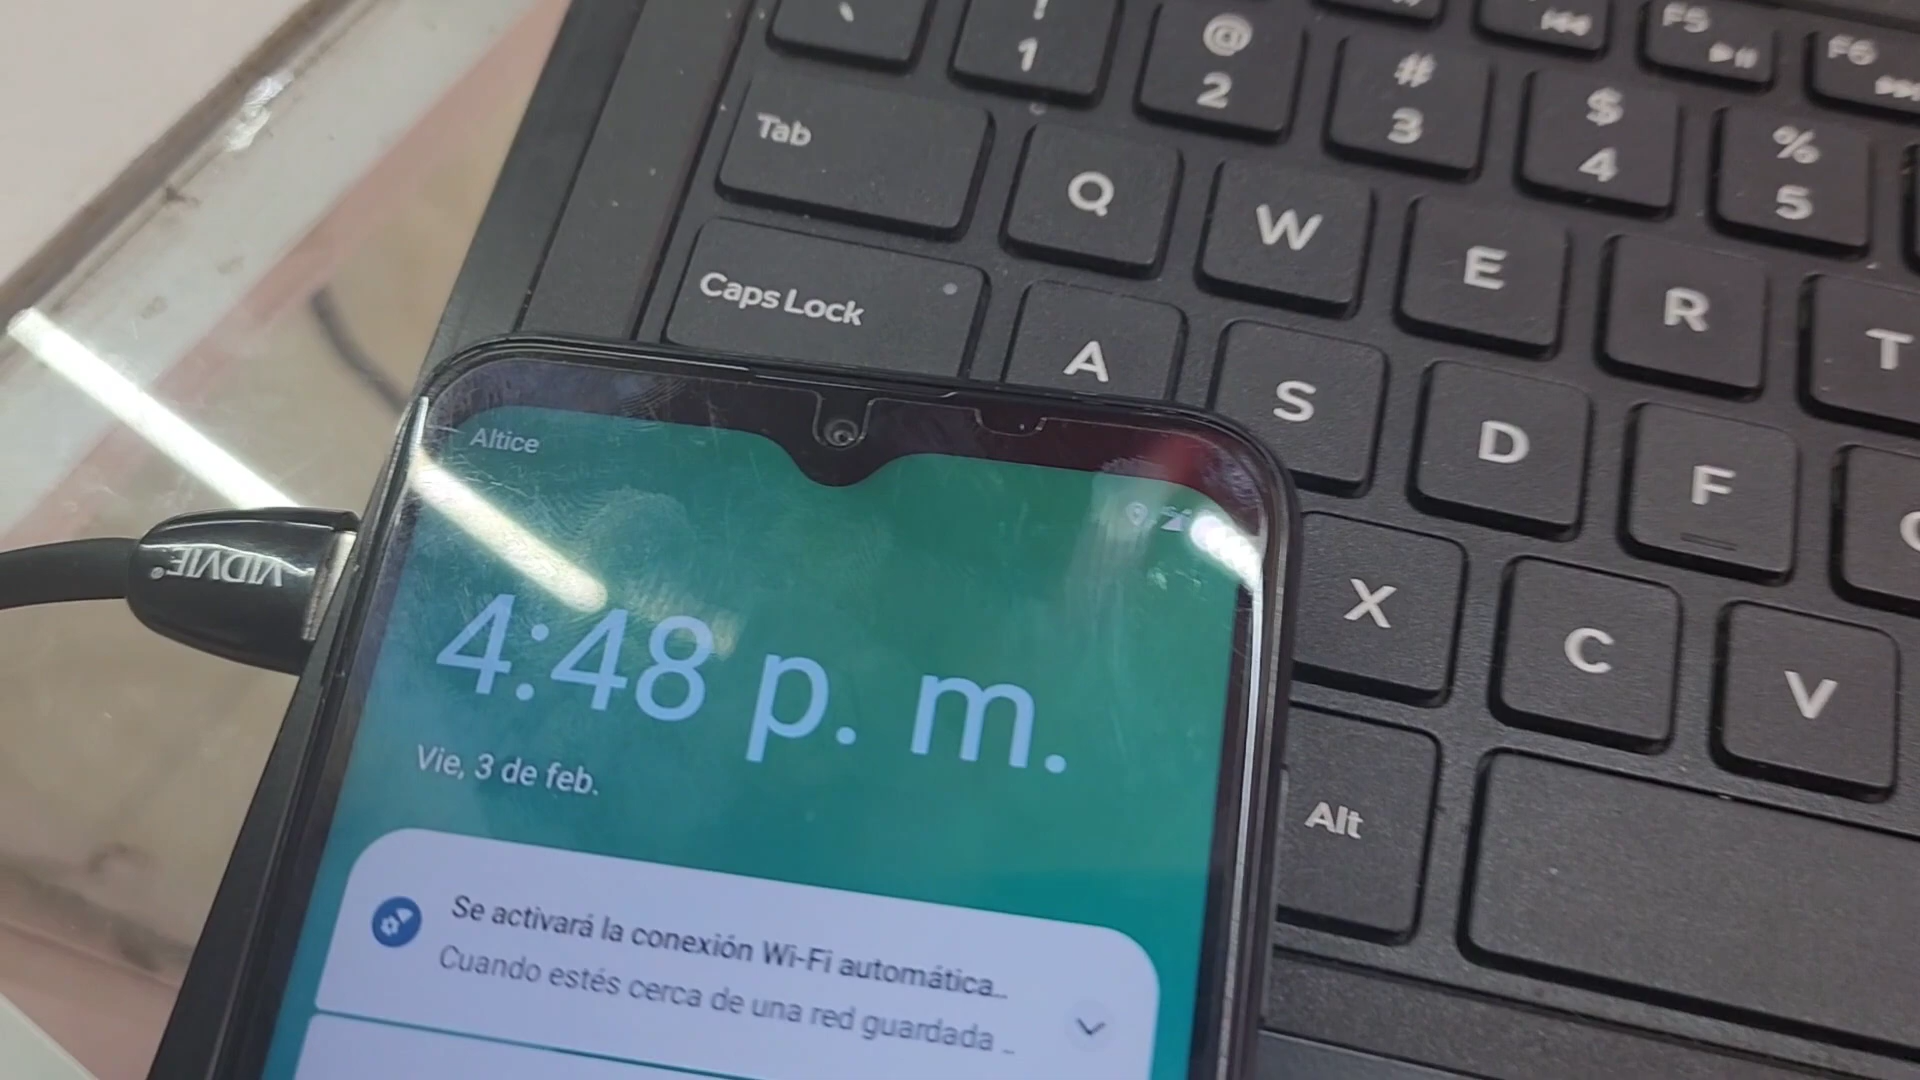 ! @ # $ %
` 1 2 3 4 5
F5 F6
Tab Q W E R T
Caps Lock A S D F
X C V
Alt
VIDVIE®
Altice
4:48 p. m.
Vie, 3 de feb.
Se activará la conexión Wi-Fi automática..
Cuando estés cerca de una red guardada ..